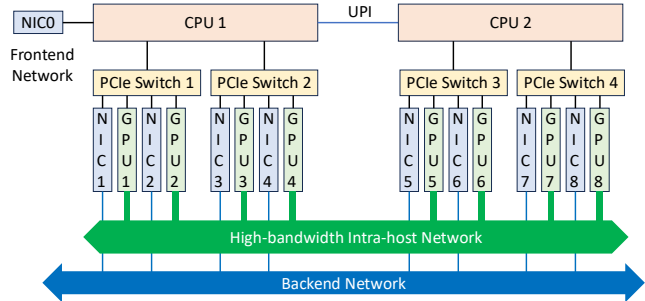 NIC0
CPU 1
UPI
CPU 2
Frontend
Network
PCIe Switch 1
PCIe Switch 2
PCIe Switch 3
PCIe Switch 4
NIC1
GPU1
NIC2
GPU2
NIC3
GPU3
NIC4
GPU4
NIC5
GPU5
NIC6
GPU6
NIC7
GPU7
NIC8
GPU8
High-bandwidth Intra-host Network
Backend Network